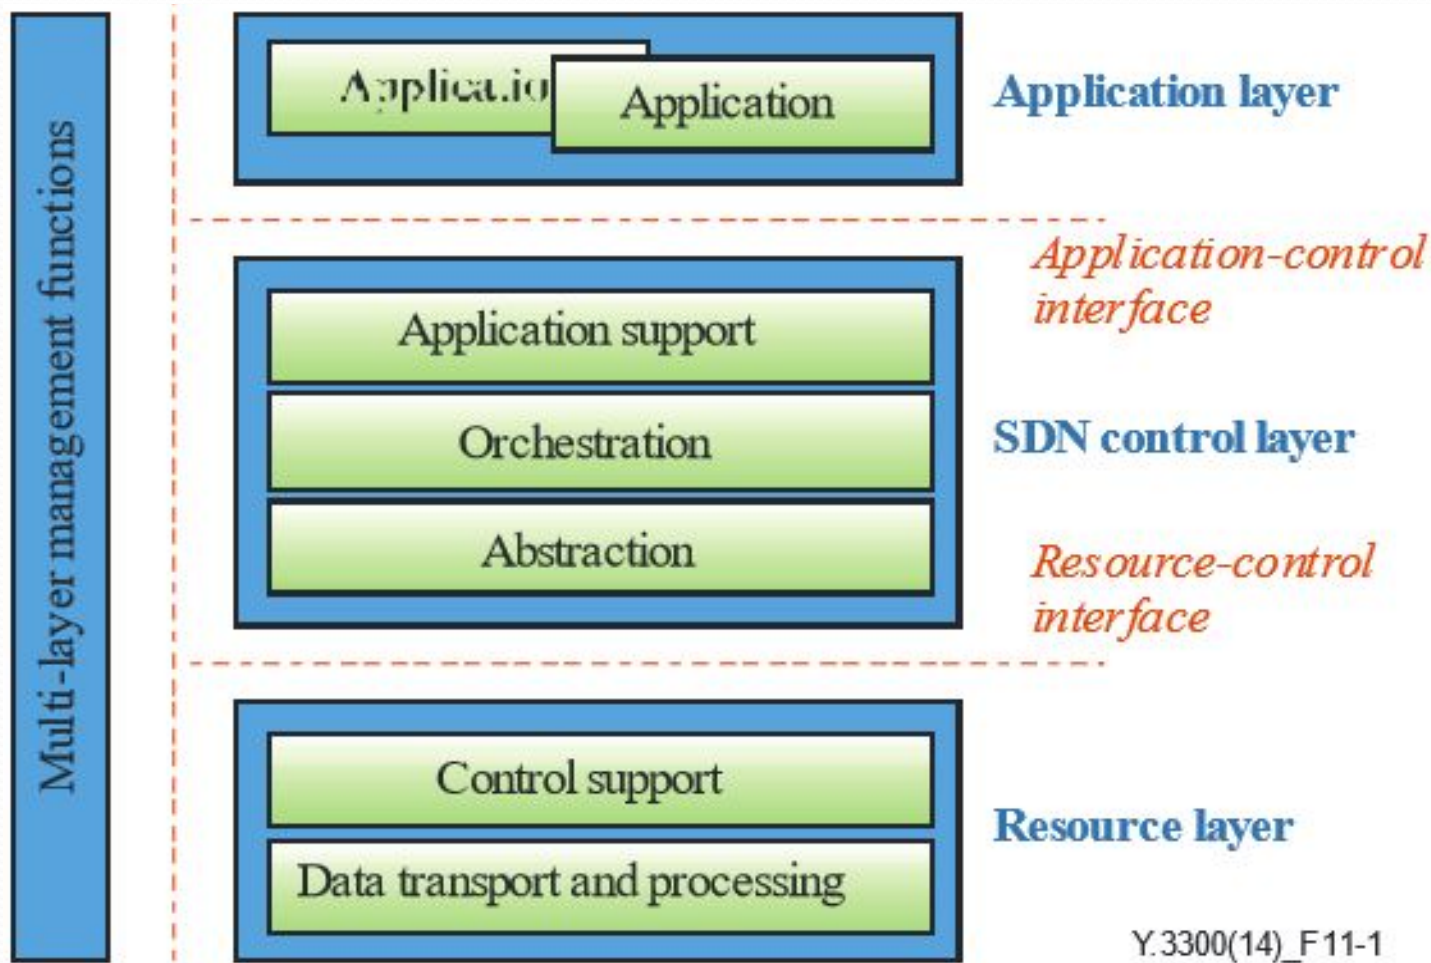 Multi-layer management functions
Application
Application layer
Application-control
interface
Application support
Orchestration
SDN control layer
Abstraction
Resource-control
interface
Control support
Resource layer
Data transport and processing
Y.3300(14)_F11-1